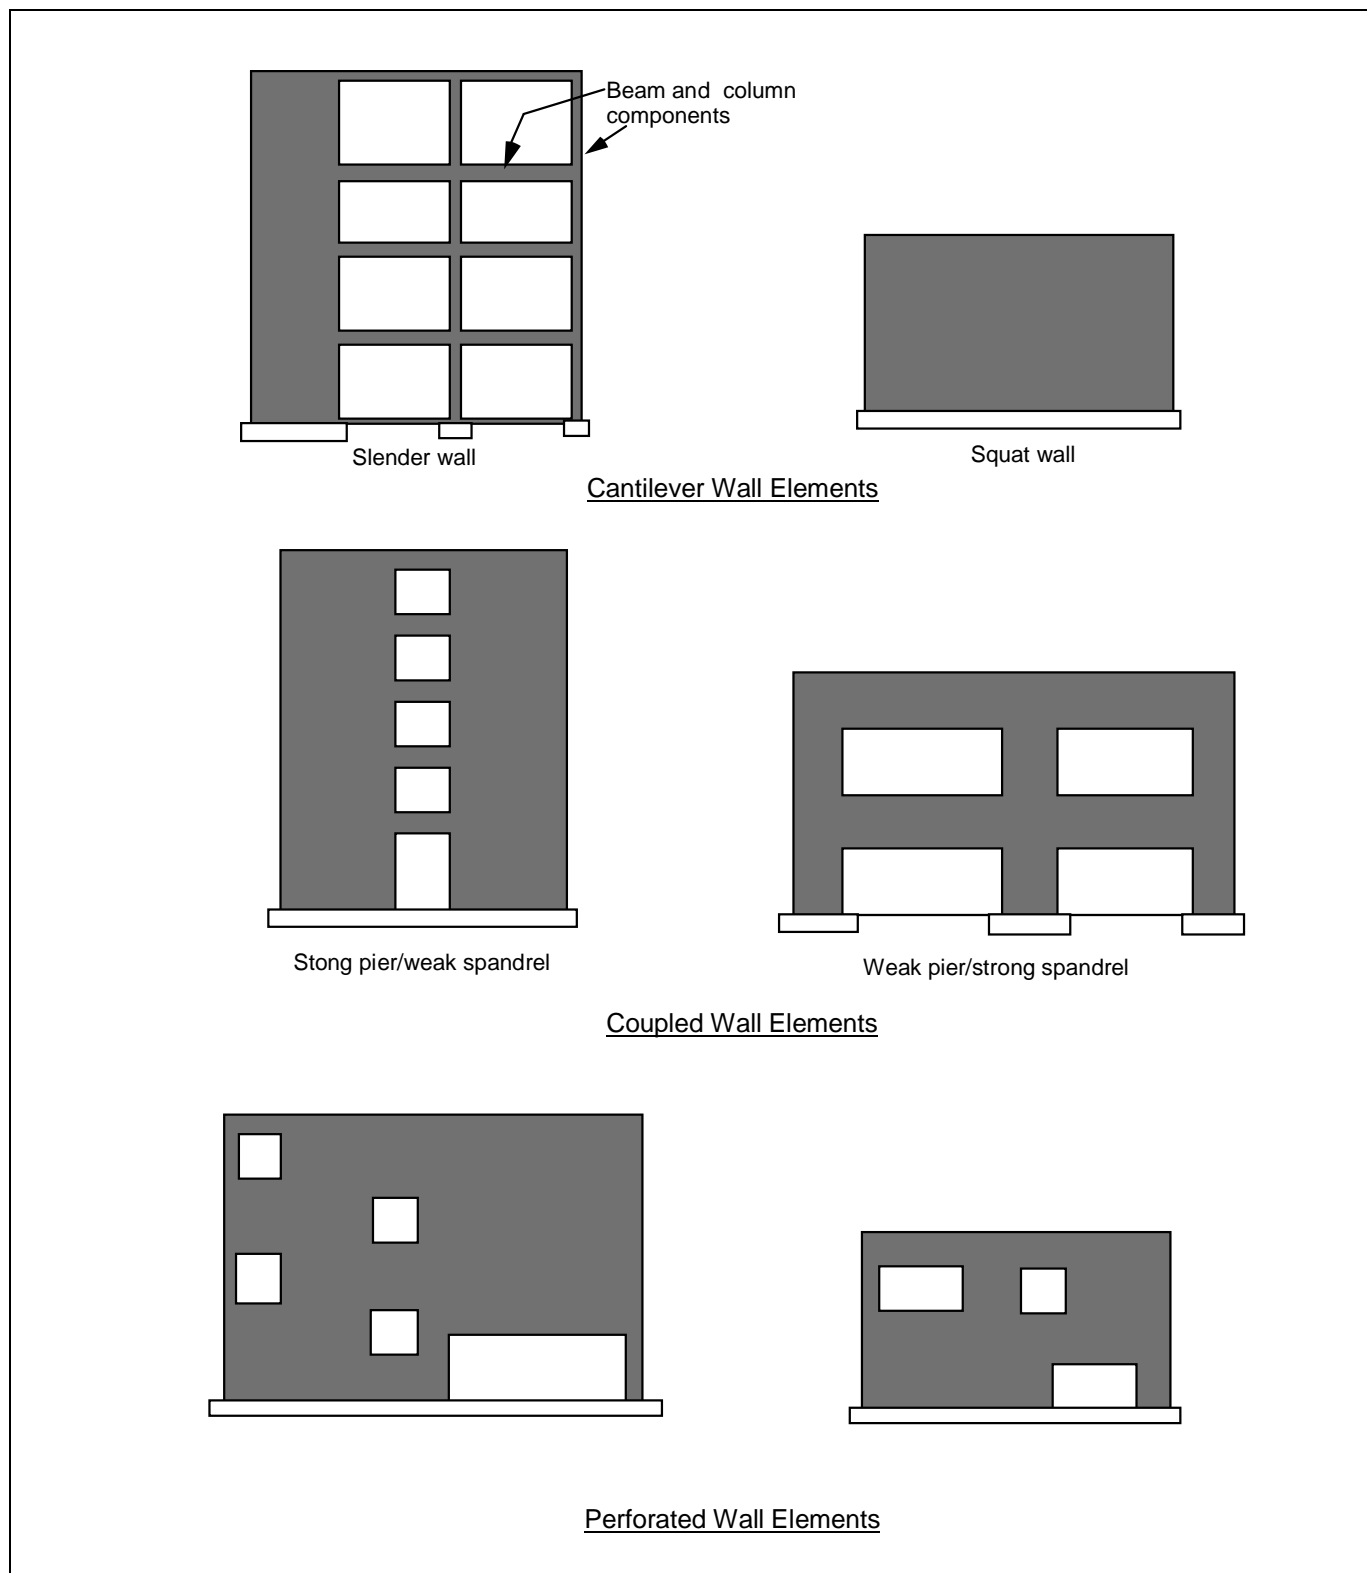 Beam and column
components
Slender wall
Squat wall
Cantilever Wall Elements
Stong pier/weak spandrel
Weak pier/strong spandrel
Coupled Wall Elements
Perforated Wall Elements